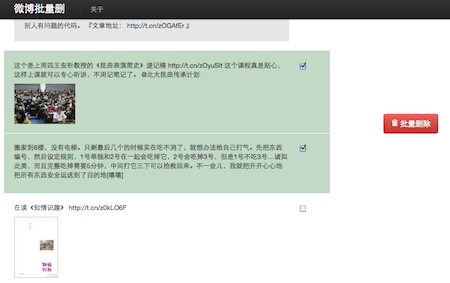 微博批量删 关于
别人有问题的代码。 『文章地址： http://t.cn/zOGAfEr 』
这个是上周四王安祈教授的《昆曲表演简史》速记稿 http://t.cn/zOyuSIt 这个课程真是贴心，
这样上课就可以专心听讲，不用记笔记了。 @北大昆曲传承计划
搬家到6楼，没有电梯。只剩最后几个的时候实在吃不消了，就想办法给自己打气。先把东西
编号，然后设定规则，1号单独和2号在一起会吃掉它，2号会吃掉3号，但是1号不吃3号...诸如
此类，而且完整吃掉需要5分钟，中间打它三下可以抢救回来。不一会儿，我就把开开心心地
把所有东西安全运送到了目的地[嘻嘻]
批量删除
在读《知情识趣》 http://t.cn/z0kLO6F